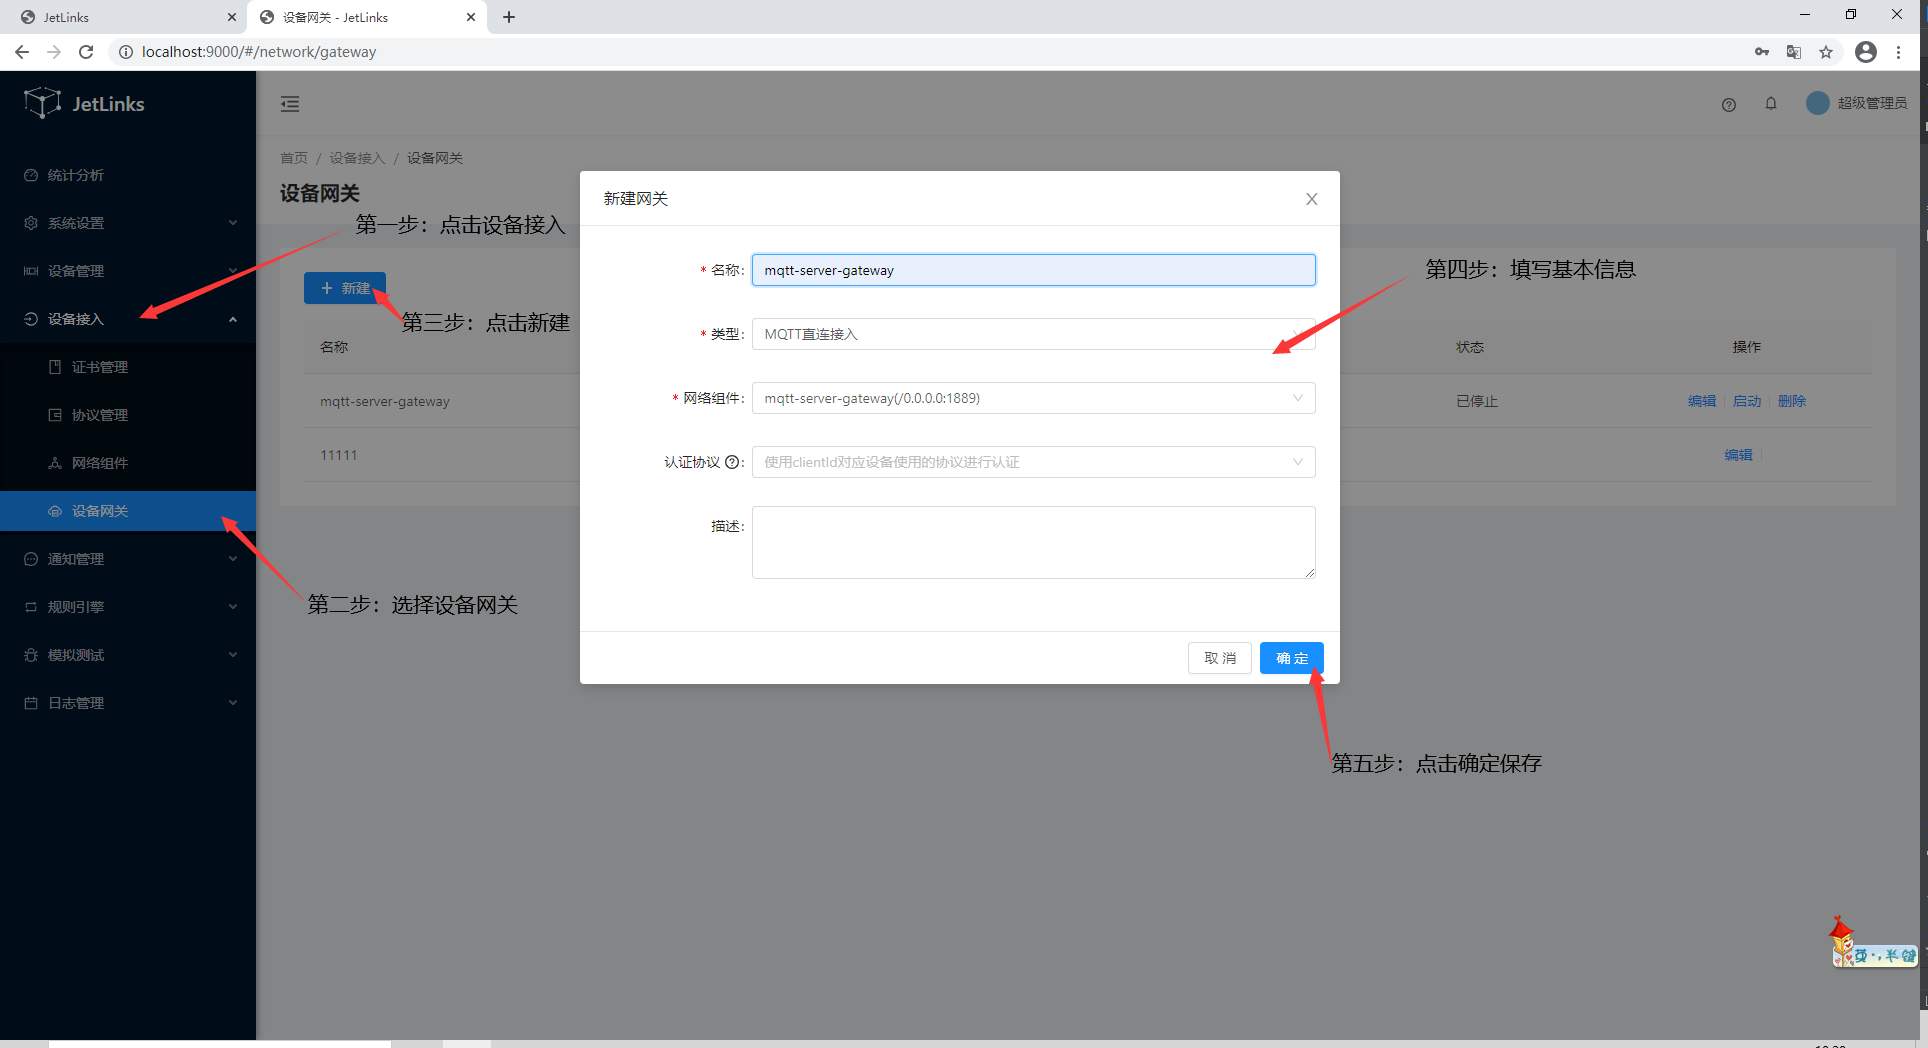 JetLinks
设备网关 - JetLinks
localhost:9000/#/network/gateway
JetLinks
超级管理员
统计分析
系统设置
设备管理
设备接入
证书管理
协议管理
网络组件
设备网关
通知管理
规则引擎
模拟测试
日志管理
首页 / 设备接入 / 设备网关
设备网关
第一步：点击设备接入
+ 新建
第三步：点击新建
名称
状态
操作
mqtt-server-gateway
已停止
编辑 启动 删除
11111
编辑
第二步：选择设备网关
新建网关
* 名称：
mqtt-server-gateway
* 类型：
MQTT直连接入
* 网络组件：
mqtt-server-gateway(/0.0.0.0:1889)
认证协议 ：
使用clientId对应设备使用的协议进行认证
描述：
取 消
确 定
第四步：填写基本信息
第五步：点击确定保存